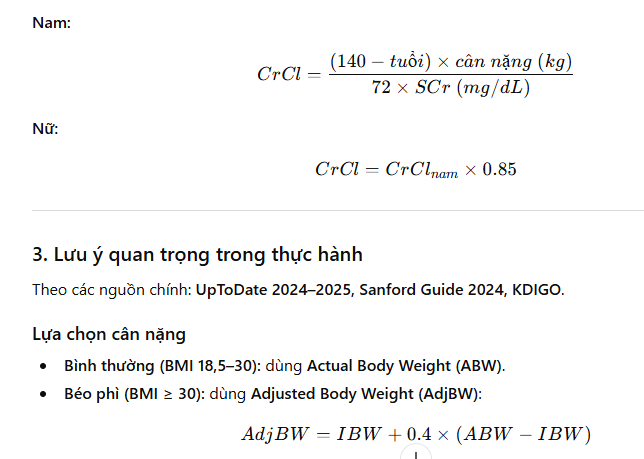 Nam:
CrCl = (140 − tuổi) × cân nặng (kg) / 72 × SCr (mg/dL)
Nữ:
CrCl = CrCl_nam × 0.85
3. Lưu ý quan trọng trong thực hành
Theo các nguồn chính: UpToDate 2024–2025, Sanford Guide 2024, KDIGO.
Lựa chọn cân nặng
• Bình thường (BMI 18,5–30): dùng Actual Body Weight (ABW).
• Béo phì (BMI ≥ 30): dùng Adjusted Body Weight (AdjBW):
AdjBW = IBW + 0.4 × (ABW − IBW)